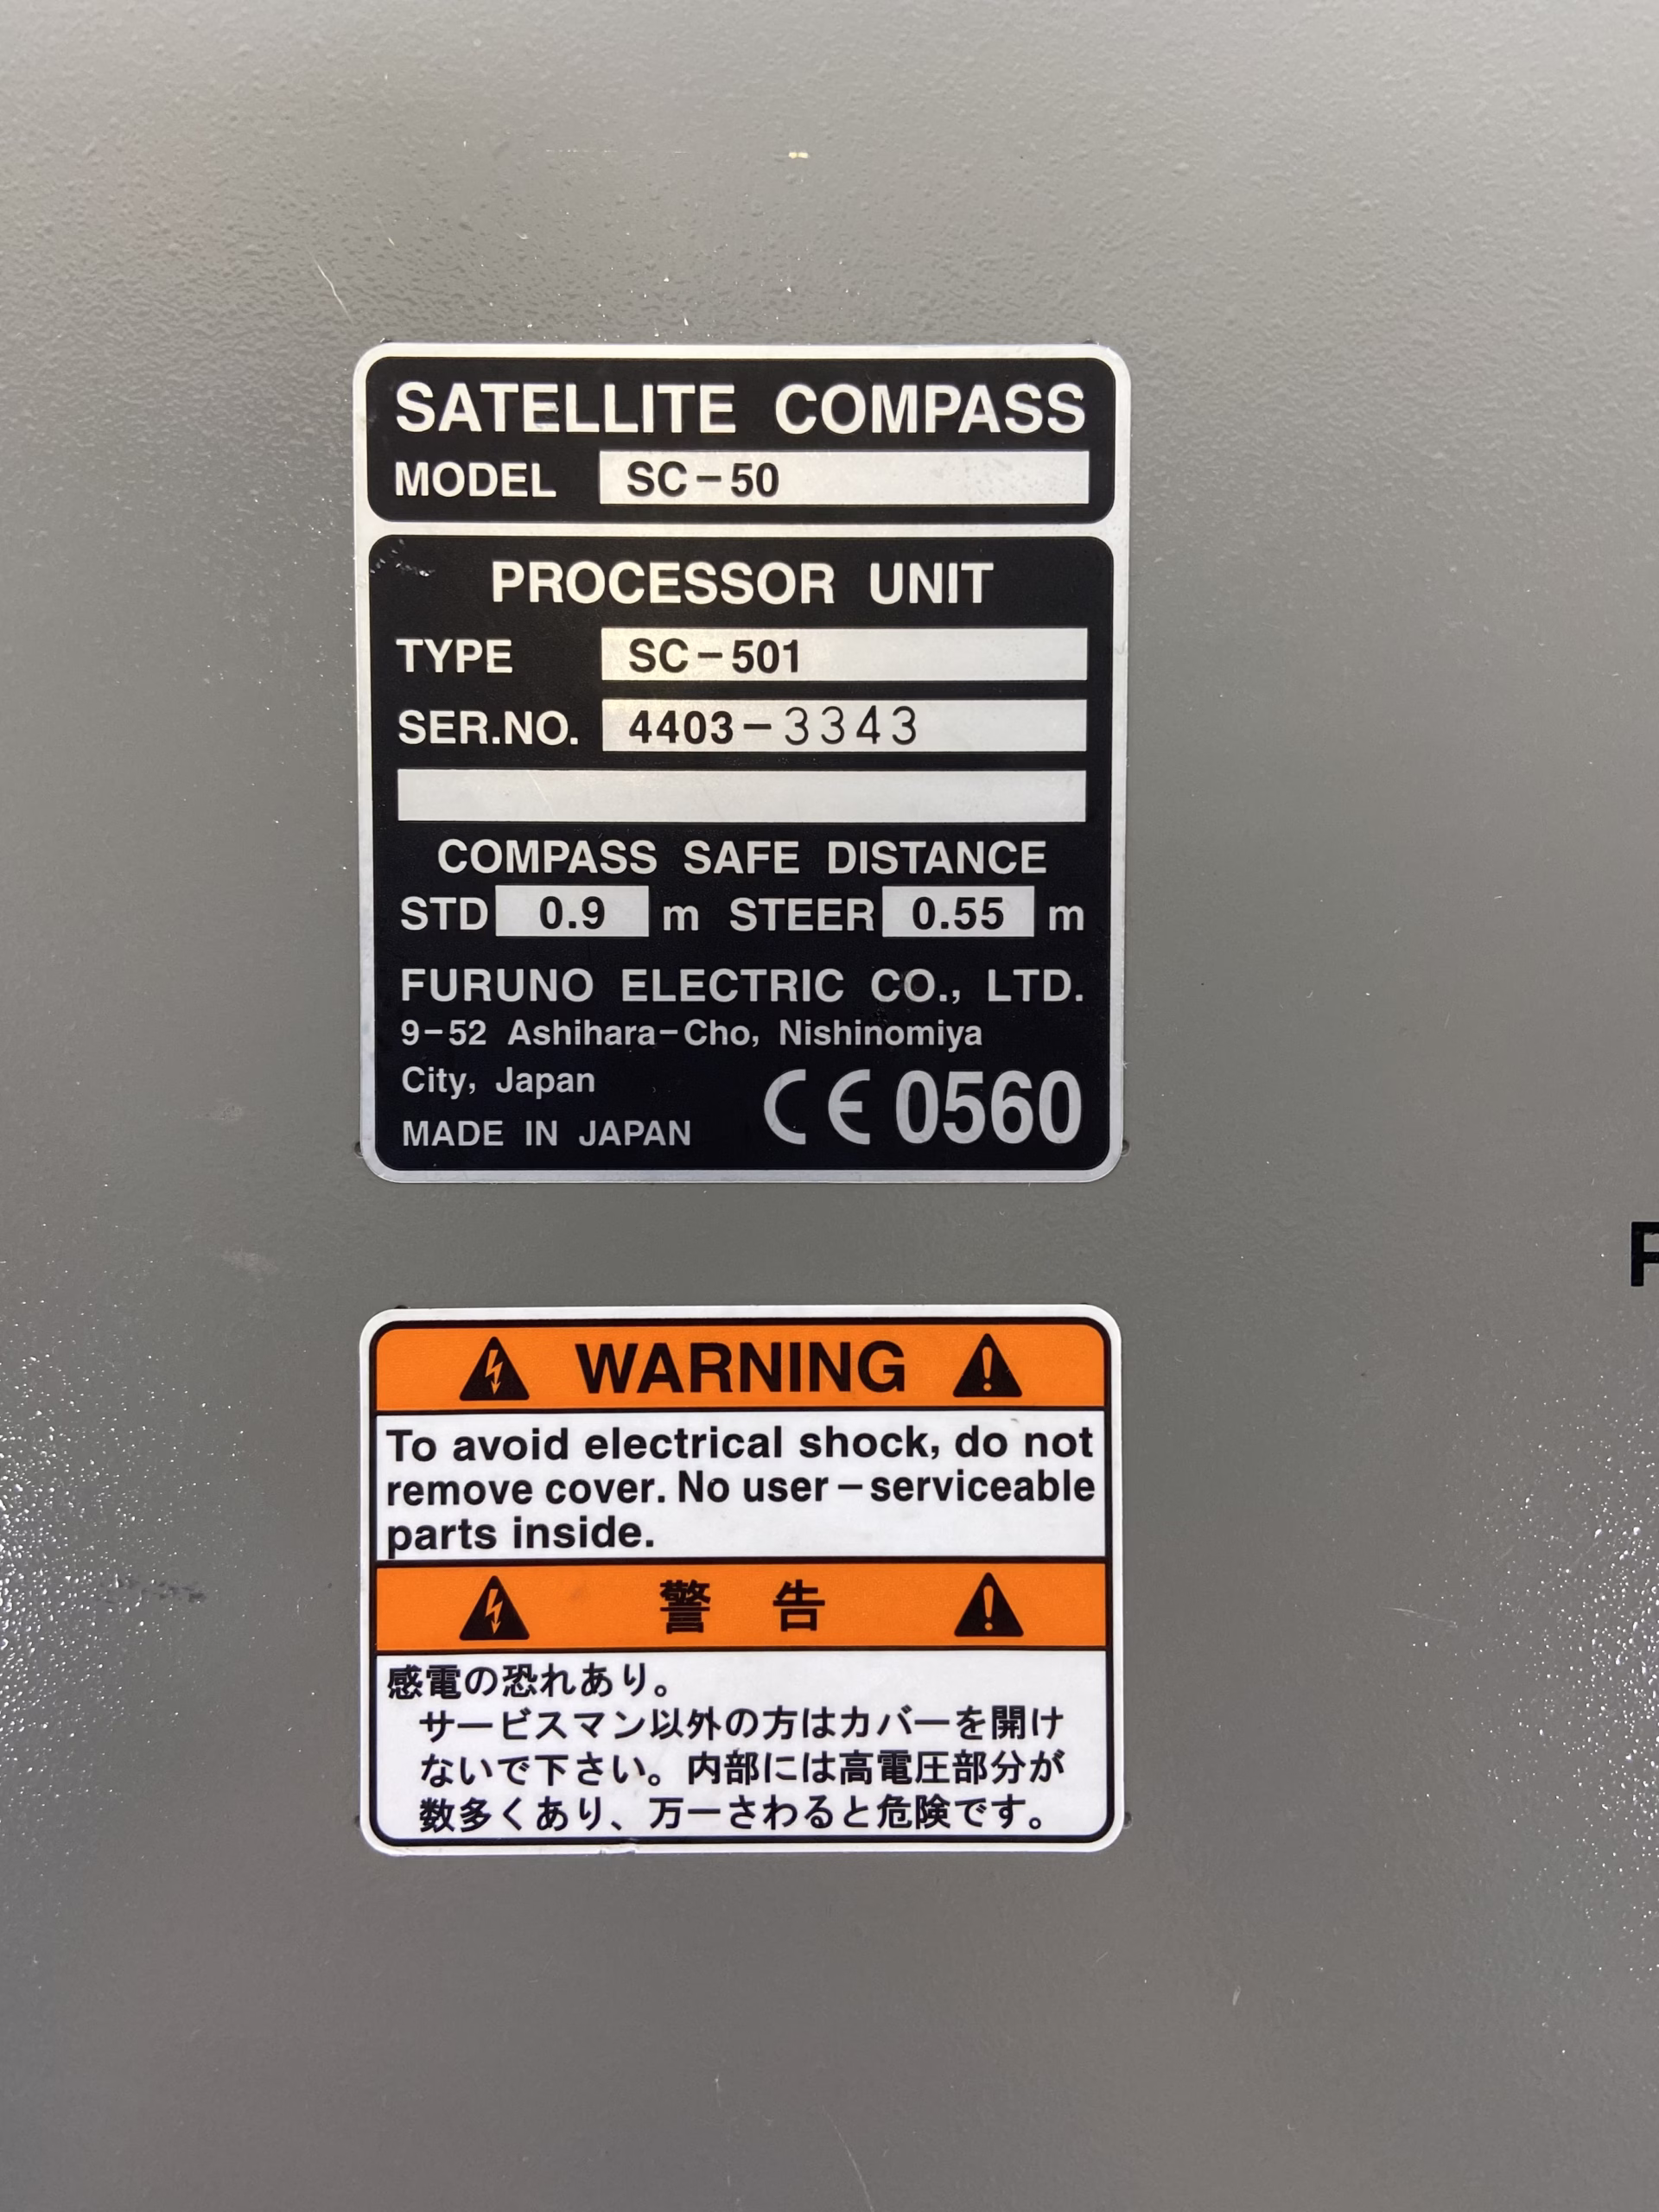 SATELLITE COMPASS
MODEL SC-50
PROCESSOR UNIT
TYPE SC-501
SER.NO. 4403-3343
COMPASS SAFE DISTANCE
STD 0.9 m STEER 0.55 m
FURUNO ELECTRIC CO., LTD.
9-52 Ashihara-Cho, Nishinomiya
City, Japan
MADE IN JAPAN CE 0560
WARNING
To avoid electrical shock, do not
remove cover. No user-serviceable
parts inside.
警告
感電の恐れあり。
サービスマン以外の方はカバーを開け
ないで下さい。内部には高電圧部分が
数多くあり、万一さわると危険です。